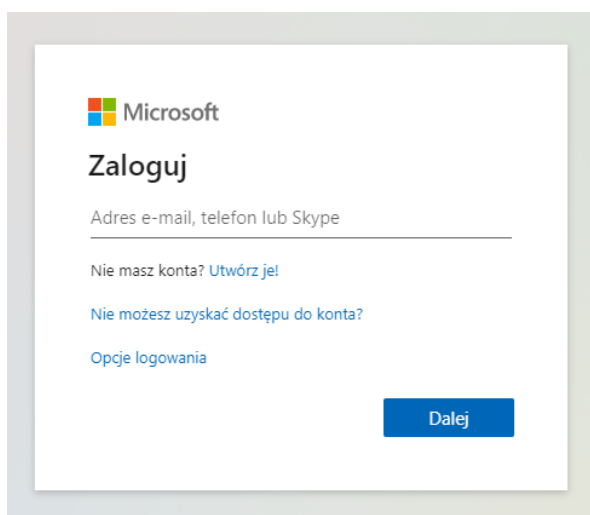 Microsoft
Zaloguj
Adres e-mail, telefon lub Skype
Nie masz konta? Utwórz je!
Nie możesz uzyskać dostępu do konta?
Opcje logowania
Dalej